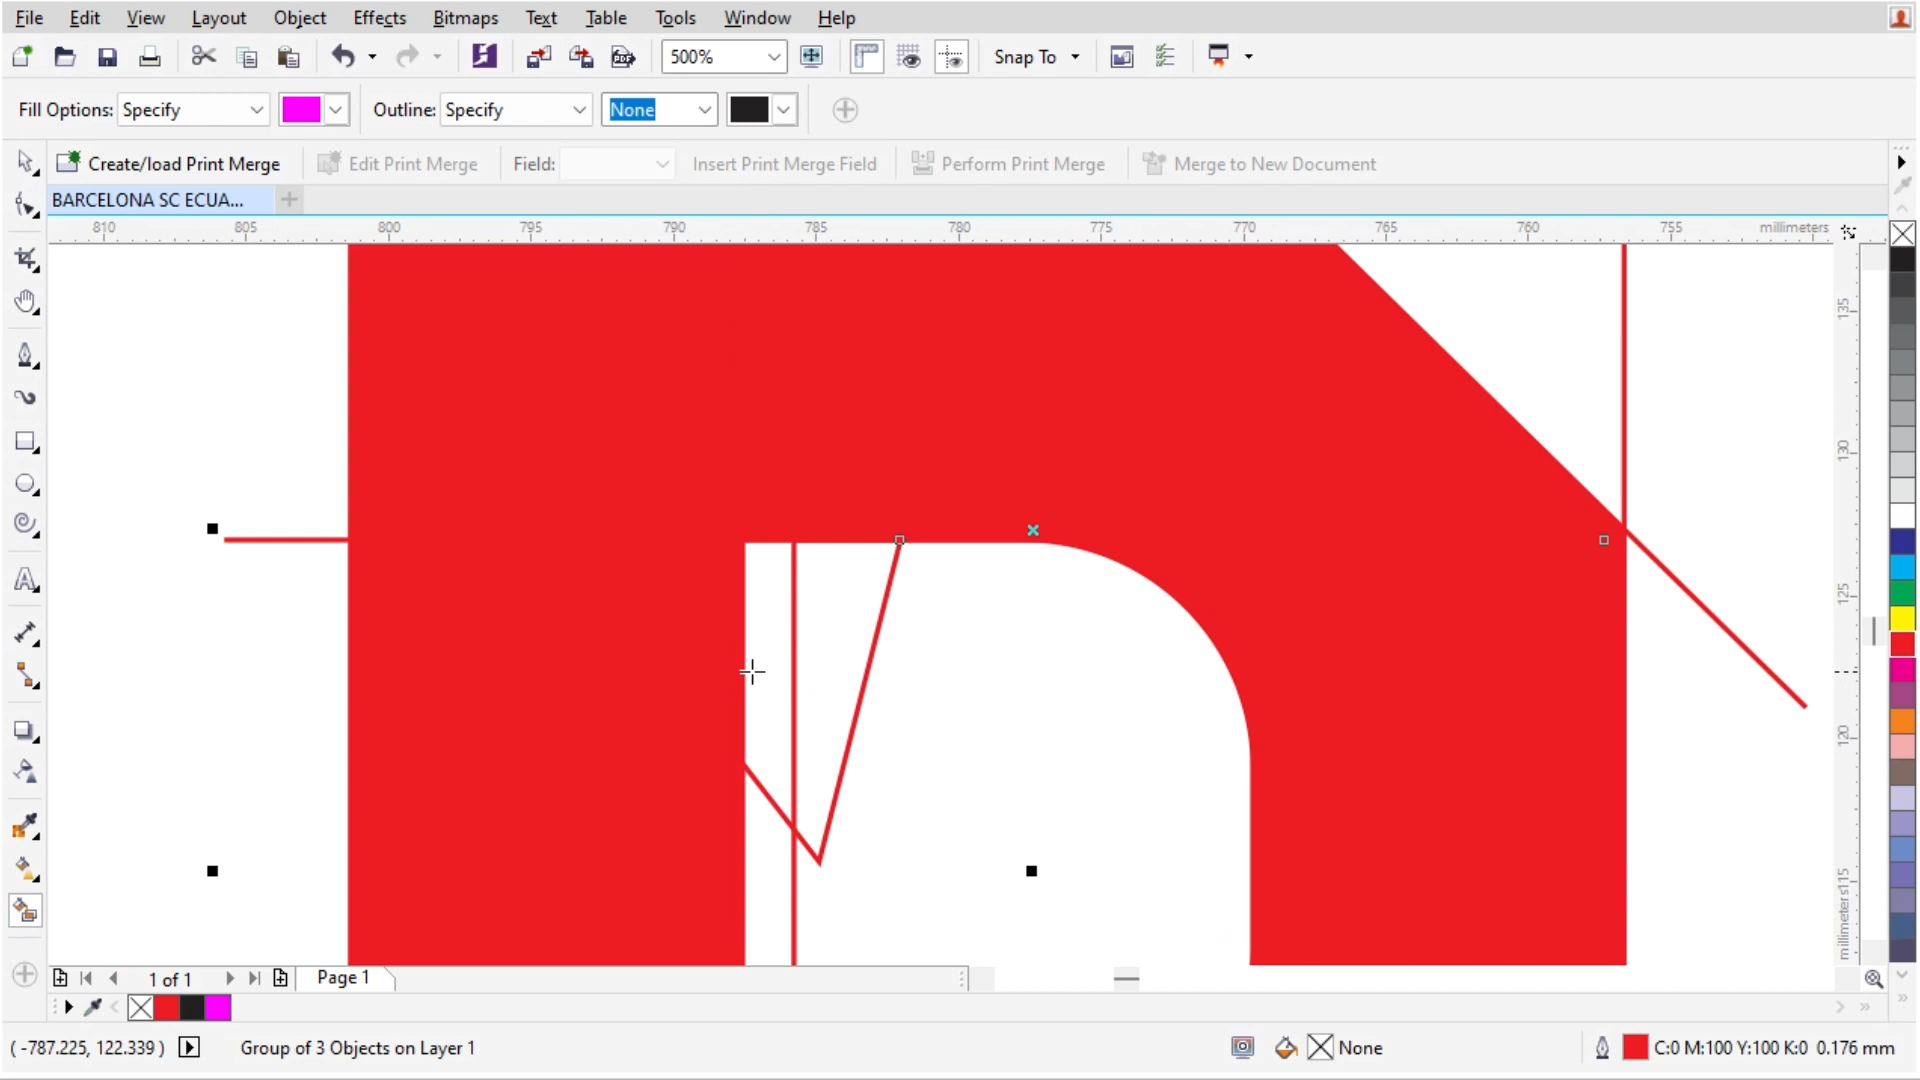 File Edit View Layout Object Effects Bitmaps Text Table Tools Window Help
500% Snap To
Fill Options: Specify Outline: Specify None
Create/load Print Merge Edit Print Merge Field: Insert Print Merge Field Perform Print Merge Merge to New Document
BARCELONA SC ECUA...
810 805 800 795 790 785 780 775 770 765 760 755 millimeters
135
130
125
120
115
millimeters
1 of 1 Page 1
( -787.225, 122.339 ) Group of 3 Objects on Layer 1 None C:0 M:100 Y:100 K:0 0.176 mm